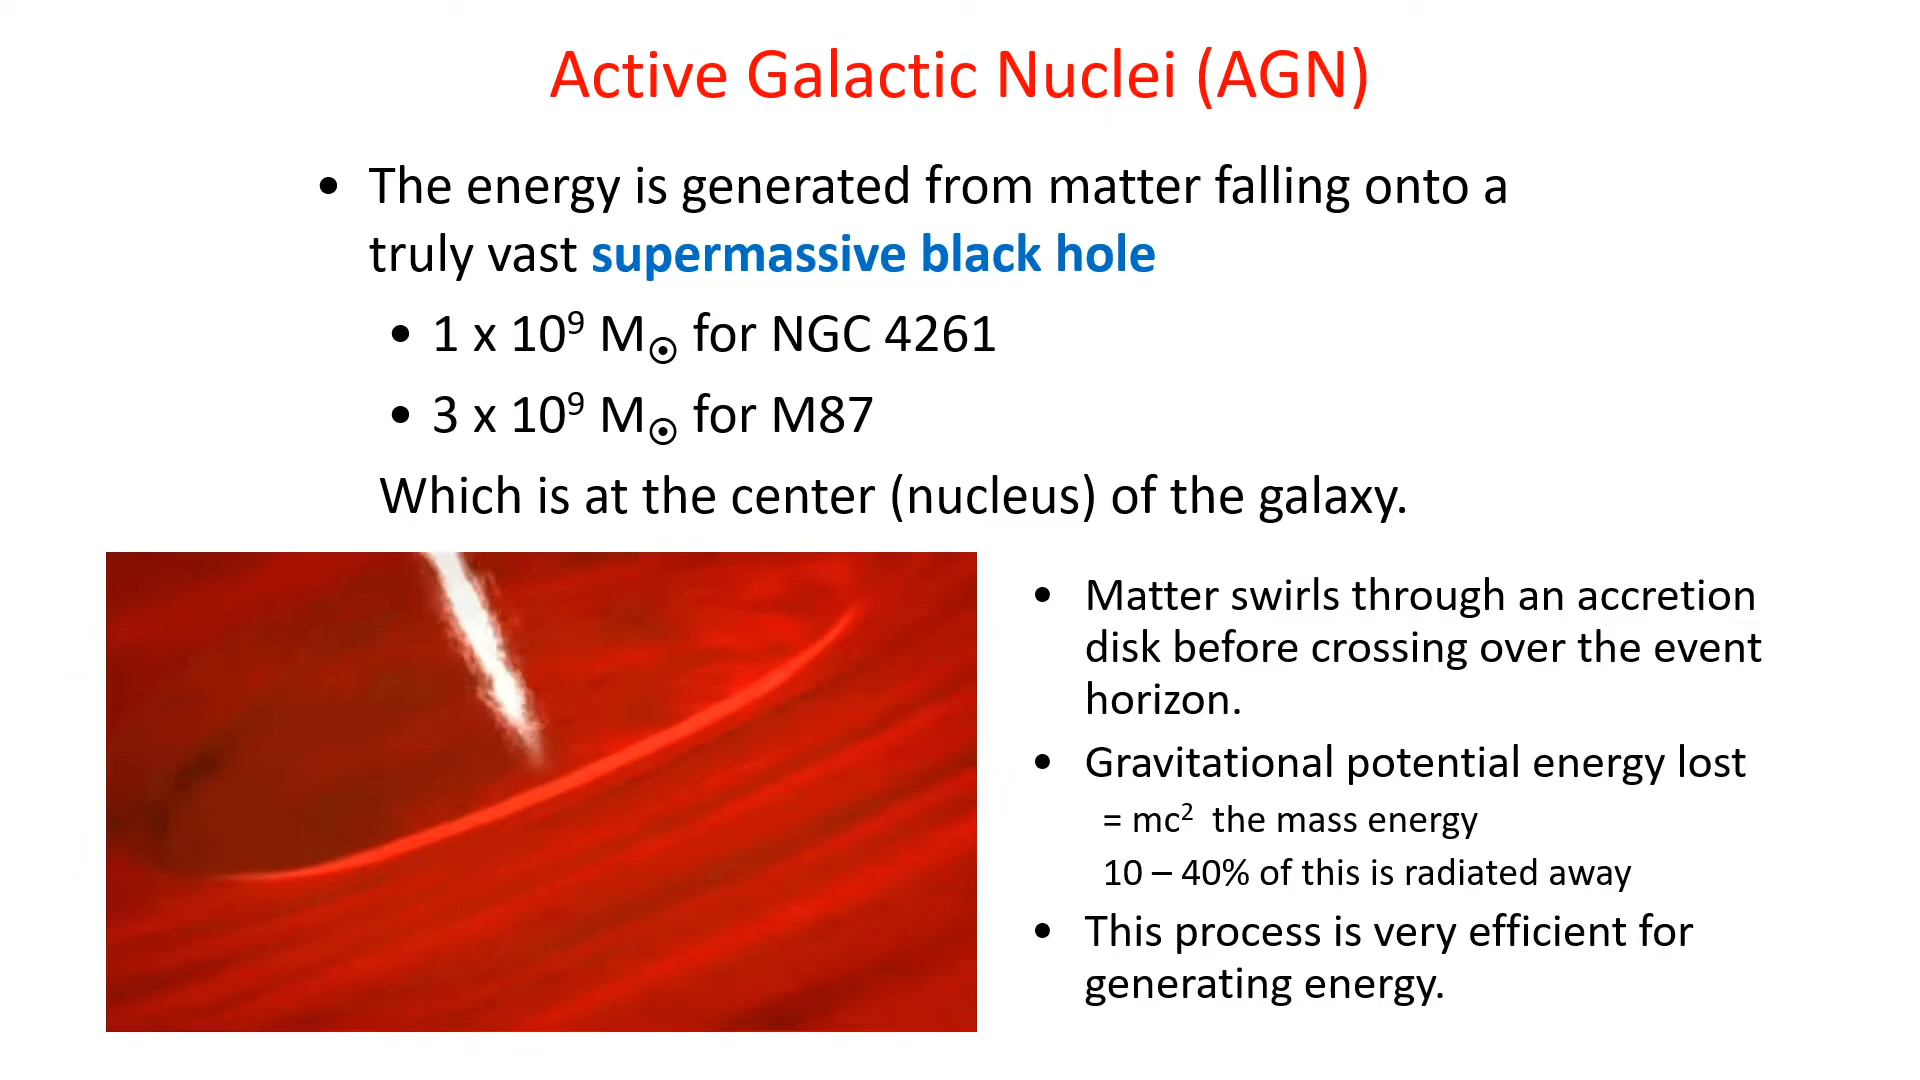 Active Galactic Nuclei (AGN)
• The energy is generated from matter falling onto a
truly vast supermassive black hole
• 1 x 10⁹ M☉ for NGC 4261
• 3 x 10⁹ M☉ for M87
Which is at the center (nucleus) of the galaxy.
• Matter swirls through an accretion
disk before crossing over the event
horizon.
• Gravitational potential energy lost
= mc² the mass energy
10 – 40% of this is radiated away
• This process is very efficient for
generating energy.